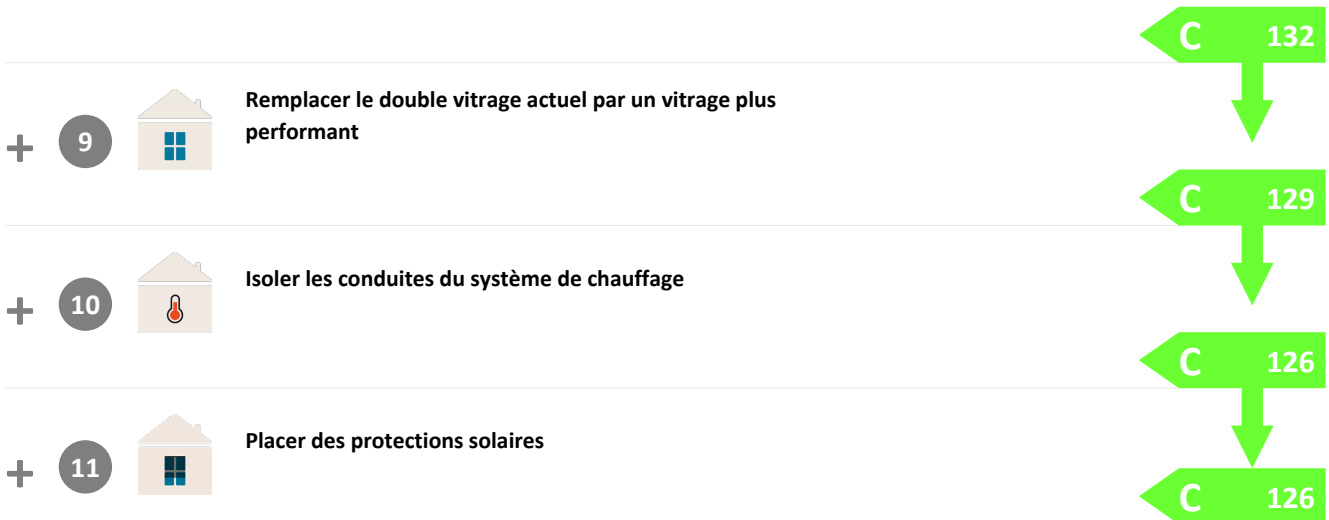 C 132
Remplacer le double vitrage actuel par un vitrage plus
performant
+ 9
C 129
Isoler les conduites du système de chauffage
+ 10
C 126
Placer des protections solaires
+ 11
C 126